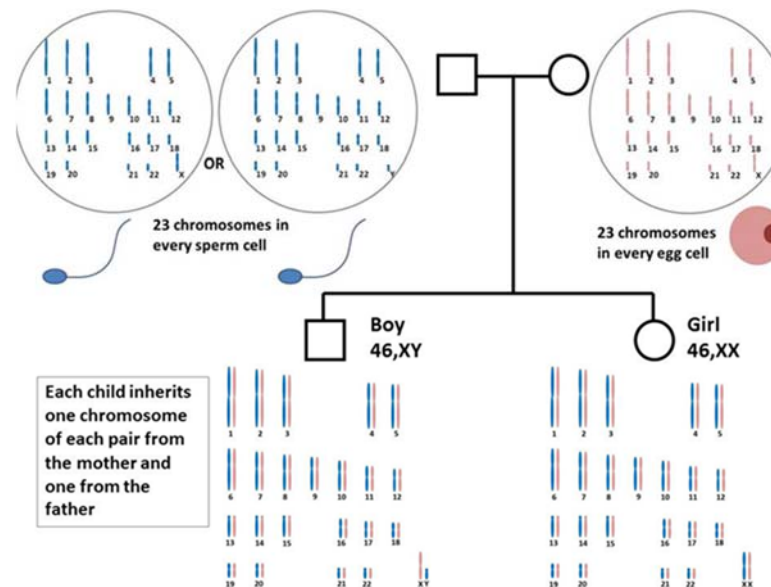 1 2 3 4 5
6 7 8 9 10 11 12
13 14 15 16 17 18
19 20 21 22 X
OR
1 2 3 4 5
6 7 8 9 10 11 12
13 14 15 16 17 18
19 20 21 22 Y
23 chromosomes in
every sperm cell
1 2 3 4 5
6 7 8 9 10 11 12
13 14 15 16 17 18
19 20 21 22 X
23 chromosomes
in every egg cell
Boy
46,XY
Girl
46,XX
Each child inherits
one chromosome
of each pair from
the mother and
one from the
father
1 2 3 4 5
6 7 8 9 10 11 12
13 14 15 16 17 18
19 20 21 22 XY
1 2 3 4 5
6 7 8 9 10 11 12
13 14 15 16 17 18
19 20 21 22 XX